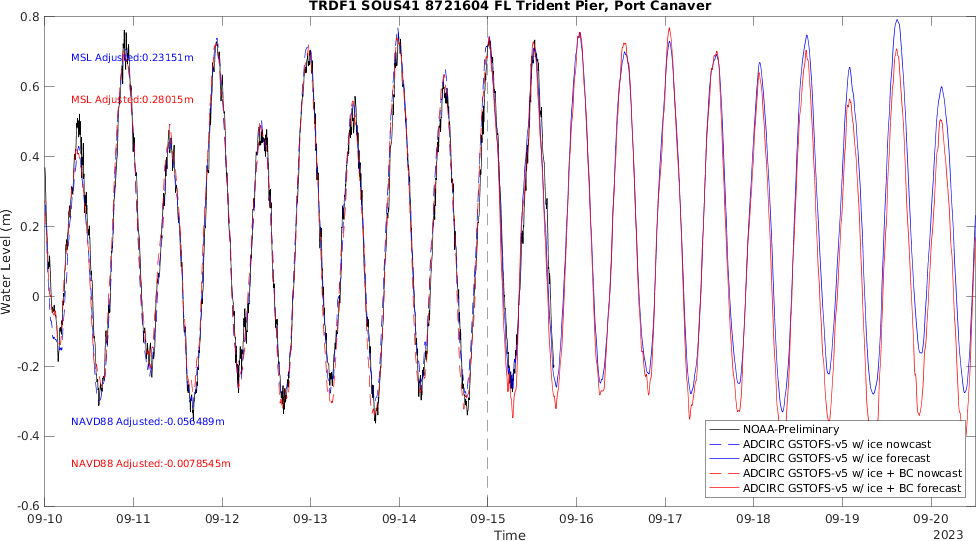 TRDF1 SOUS41 8721604 FL Trident Pier, Port Canaver
0.8
MSL Adjusted:0.23151m
0.6
MSL Adjusted:0.28015m
0.4
0.2
Water Level (m)
0
-0.2
NAVD88 Adjusted:-0.056489m
-0.4
NAVD88 Adjusted:-0.0078545m
-0.6
NOAA-Preliminary
ADCIRC GSTOFS-v5 w/ ice nowcast
ADCIRC GSTOFS-v5 w/ ice forecast
ADCIRC GSTOFS-v5 w/ ice + BC nowcast
ADCIRC GSTOFS-v5 w/ ice + BC forecast
09-10 09-11 09-12 09-13 09-14 09-15 09-16 09-17 09-18 09-19 09-20
Time
2023